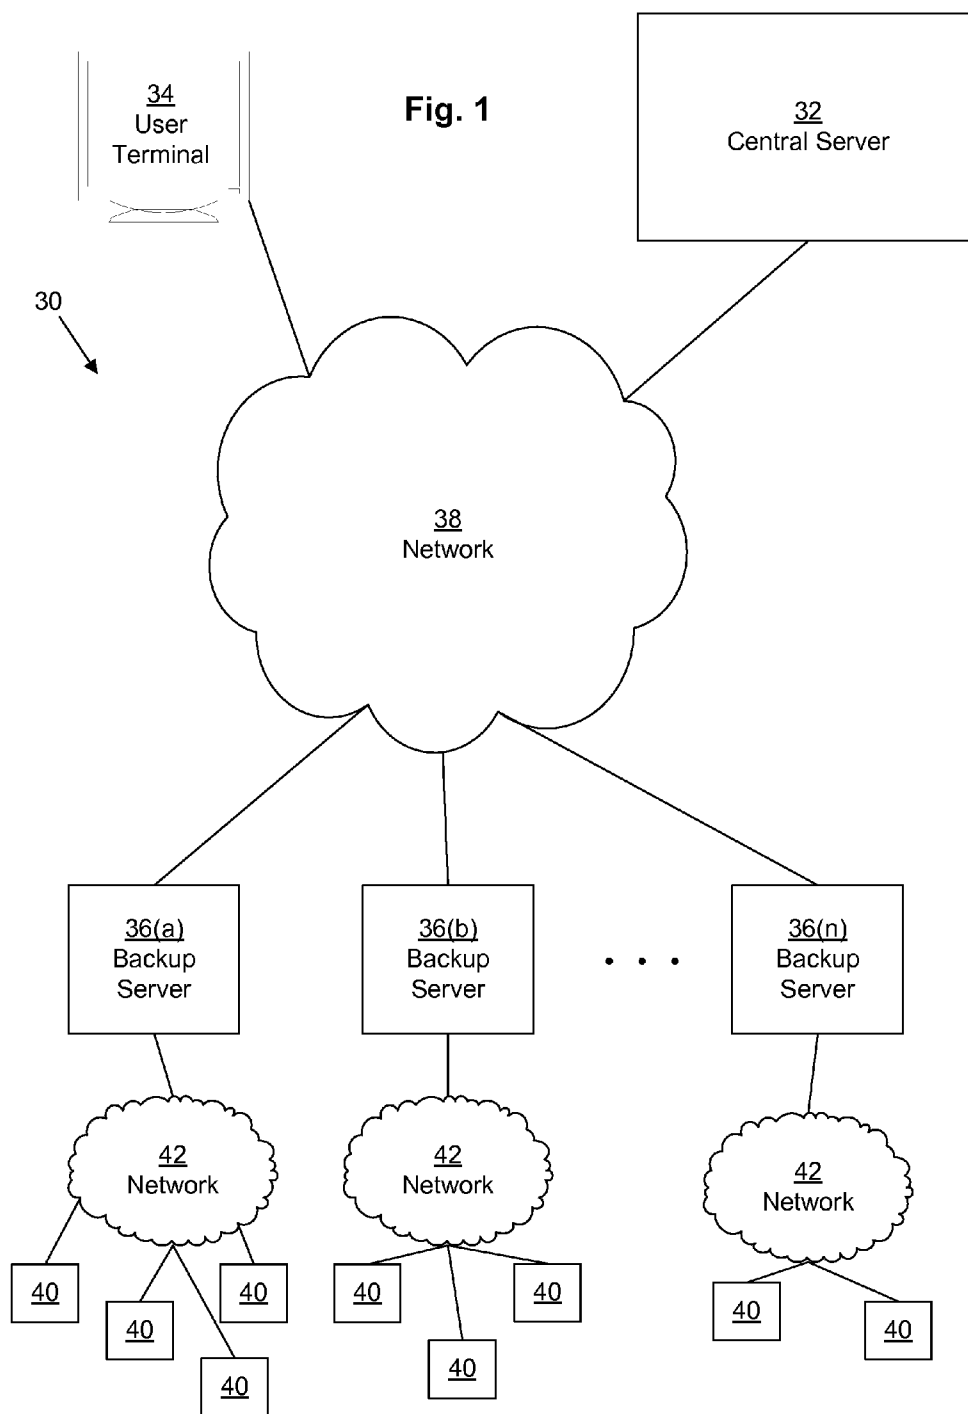 34
User
Terminal
Fig. 1
32
Central Server
30
38
Network
36(a)
Backup
Server
36(b)
Backup
Server
. . .
36(n)
Backup
Server
42
Network
42
Network
42
Network
40
40
40
40
40
40
40
40
40